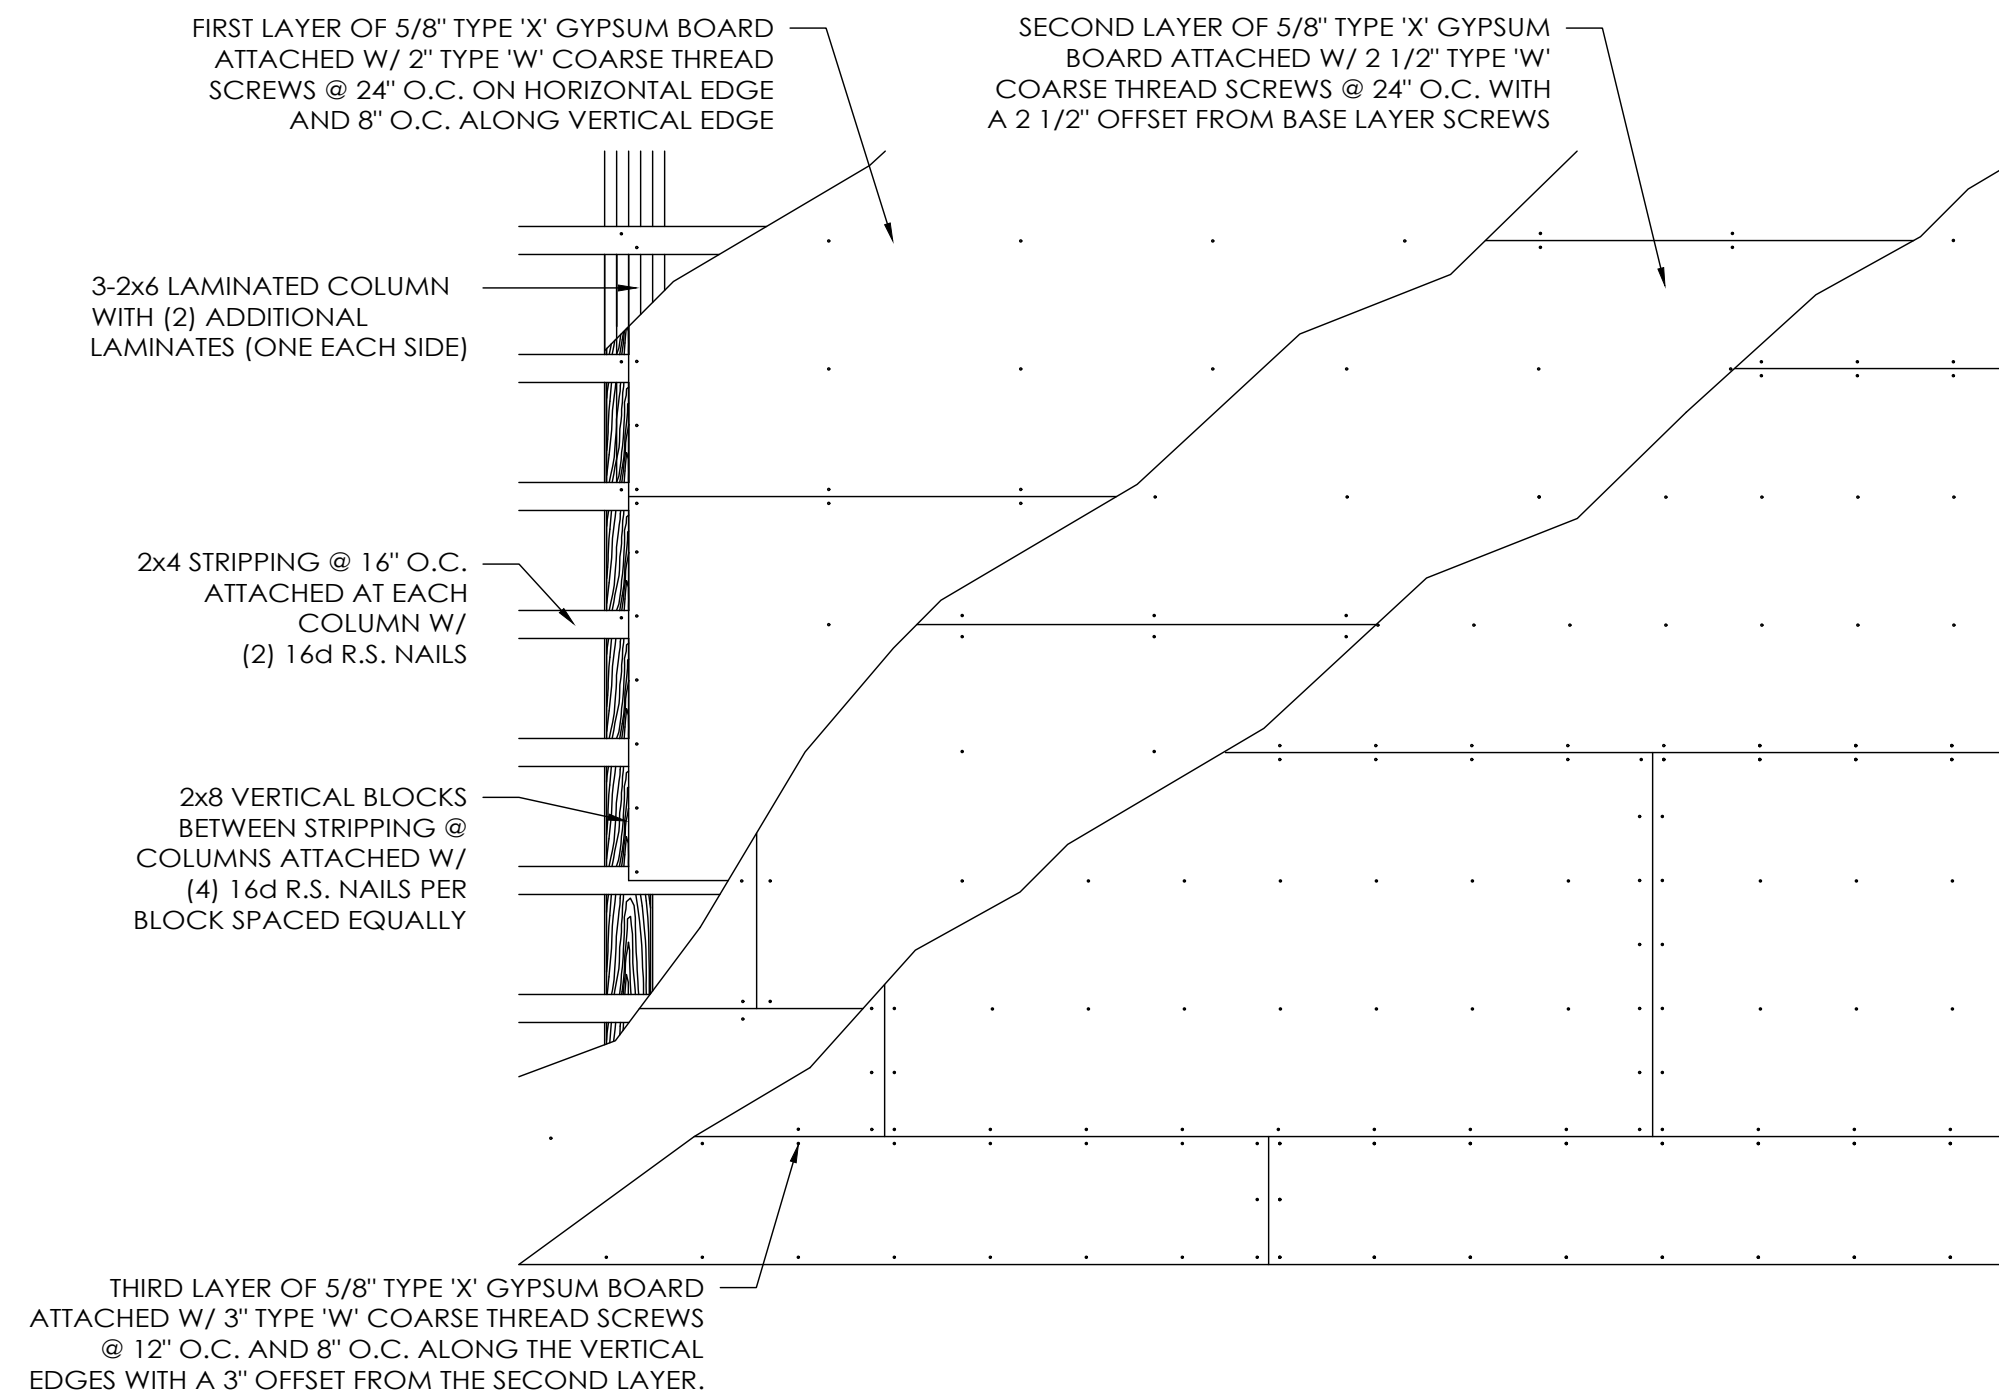 FIRST LAYER OF 5/8" TYPE 'X' GYPSUM BOARD
ATTACHED W/ 2" TYPE 'W' COARSE THREAD
SCREWS @ 24" O.C. ON HORIZONTAL EDGE
AND 8" O.C. ALONG VERTICAL EDGE
SECOND LAYER OF 5/8" TYPE 'X' GYPSUM
BOARD ATTACHED W/ 2 1/2" TYPE 'W'
COARSE THREAD SCREWS @ 24" O.C. WITH
A 2 1/2" OFFSET FROM BASE LAYER SCREWS
3-2x6 LAMINATED COLUMN
WITH (2) ADDITIONAL
LAMINATES (ONE EACH SIDE)
2x4 STRIPPING @ 16" O.C.
ATTACHED AT EACH
COLUMN W/
(2) 16d R.S. NAILS
2x8 VERTICAL BLOCKS
BETWEEN STRIPPING @
COLUMNS ATTACHED W/
(4) 16d R.S. NAILS PER
BLOCK SPACED EQUALLY
THIRD LAYER OF 5/8" TYPE 'X' GYPSUM BOARD
ATTACHED W/ 3" TYPE 'W' COARSE THREAD SCREWS
@ 12" O.C. AND 8" O.C. ALONG THE VERTICAL
EDGES WITH A 3" OFFSET FROM THE SECOND LAYER.